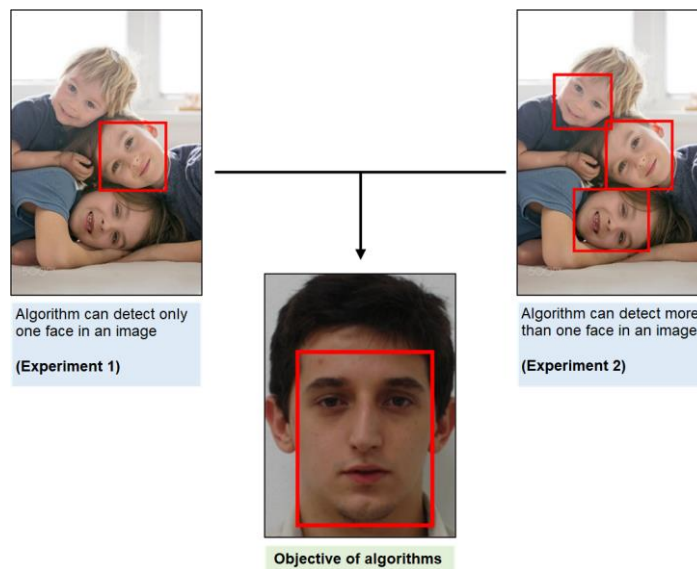 Algorithm can detect only
one face in an image
(Experiment 1)
Algorithm can detect more
than one face in an image
(Experiment 2)
Objective of algorithms